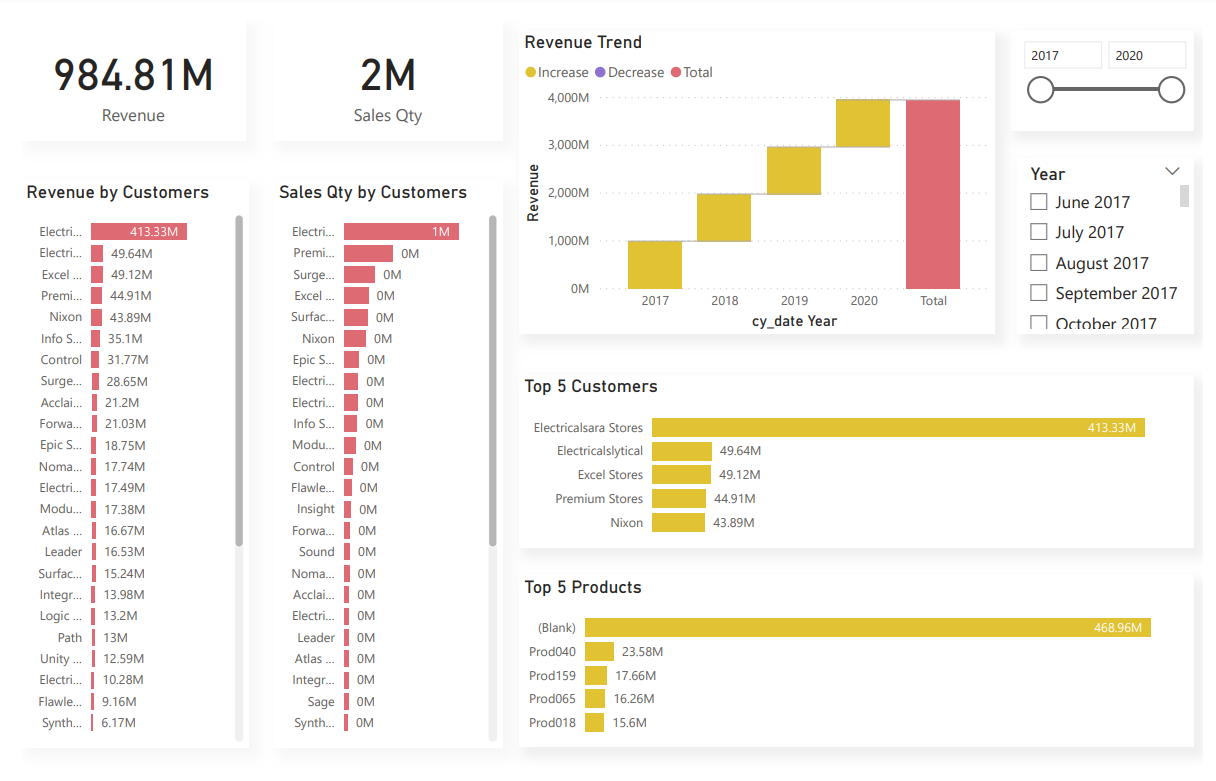 984.81M
Revenue
2M
Sales Qty
Revenue by Customers
Electri... 413.33M
Electri... 49.64M
Excel ... 49.12M
Premi... 44.91M
Nixon 43.89M
Info S... 35.1M
Control 31.77M
Surge... 28.65M
Acclai... 21.2M
Forwa... 21.03M
Epic S... 18.75M
Noma... 17.74M
Electri... 17.49M
Modu... 17.38M
Atlas ... 16.67M
Leader 16.53M
Surfac... 15.24M
Integr... 13.98M
Logic ... 13.2M
Path 13M
Unity ... 12.59M
Electri... 10.28M
Flawle... 9.16M
Synth... 6.17M
Sales Qty by Customers
Electri... 1M
Premi... 0M
Surge... 0M
Excel ... 0M
Surfac... 0M
Nixon 0M
Epic S... 0M
Electri... 0M
Electri... 0M
Info S... 0M
Modu... 0M
Control 0M
Flawle... 0M
Insight 0M
Forwa... 0M
Sound 0M
Noma... 0M
Acclai... 0M
Electri... 0M
Leader 0M
Atlas ... 0M
Integr... 0M
Sage 0M
Synth... 0M
Revenue Trend
Increase Decrease Total
Revenue
4,000M
3,000M
2,000M
1,000M
0M
2017 2018 2019 2020 Total
cy_date Year
2017 2020
Year
June 2017
July 2017
August 2017
September 2017
October 2017
Top 5 Customers
Electricalsara Stores 413.33M
Electricalslytical 49.64M
Excel Stores 49.12M
Premium Stores 44.91M
Nixon 43.89M
Top 5 Products
(Blank) 468.96M
Prod040 23.58M
Prod159 17.66M
Prod065 16.26M
Prod018 15.6M